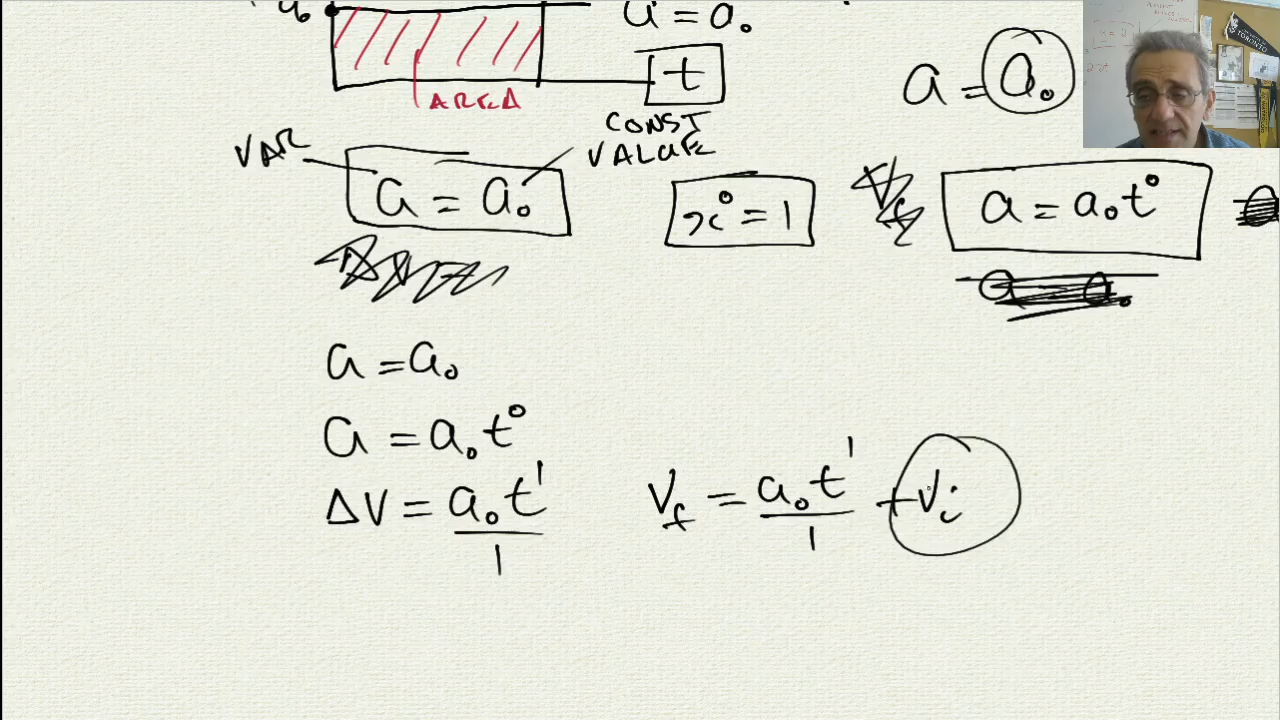 a = a₀
t
AREA
a = a₀
CONST
VALUE
VAR
a = a₀
x⁰ = 1
a = a₀t⁰
a = a₀
a = a₀t⁰
ΔV = a₀t¹/1
V_f = a₀t¹/1 + V_i
TORONTO